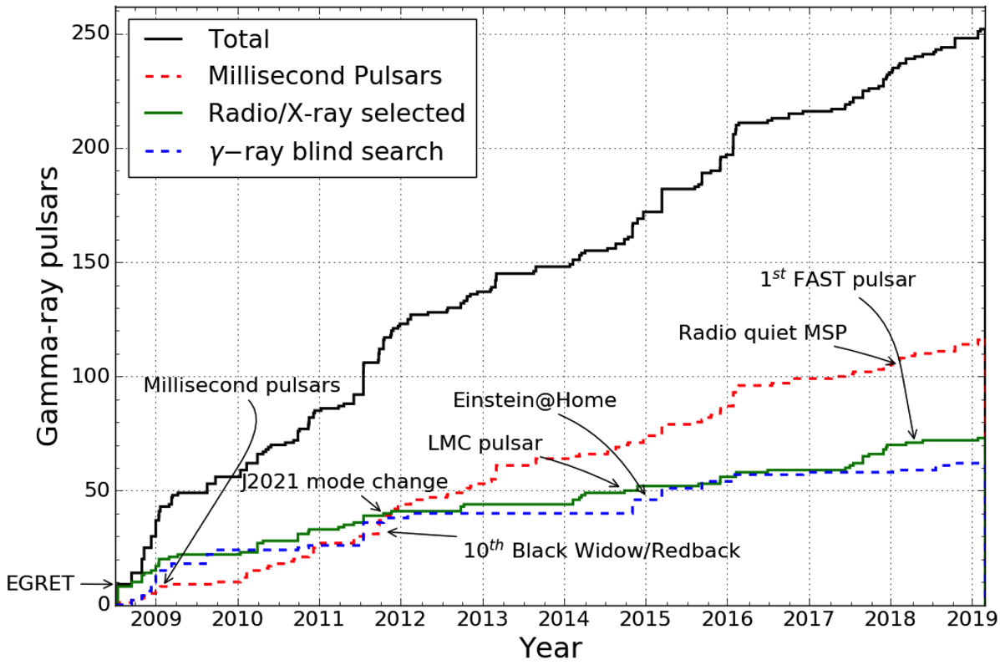 Total
Millisecond Pulsars
Radio/X-ray selected
γ−ray blind search
250
200
150
100
50
0
Gamma-ray pulsars
1st FAST pulsar
Radio quiet MSP
Millisecond pulsars
Einstein@Home
LMC pulsar
J2021 mode change
10th Black Widow/Redback
EGRET
2009 2010 2011 2012 2013 2014 2015 2016 2017 2018 2019
Year